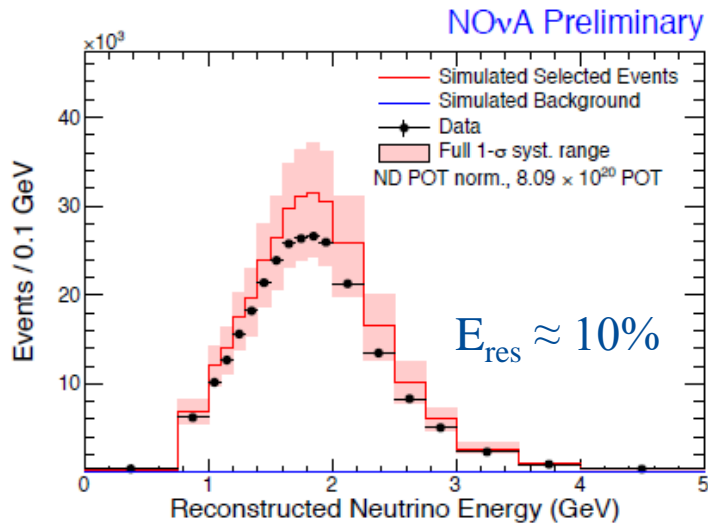 NOνA Preliminary
×10³
Simulated Selected Events
Simulated Background
Data
Full 1-σ syst. range
ND POT norm., 8.09 × 10²⁰ POT
E_res ≈ 10%
Events / 0.1 GeV
40
30
20
10
0 1 2 3 4 5
Reconstructed Neutrino Energy (GeV)